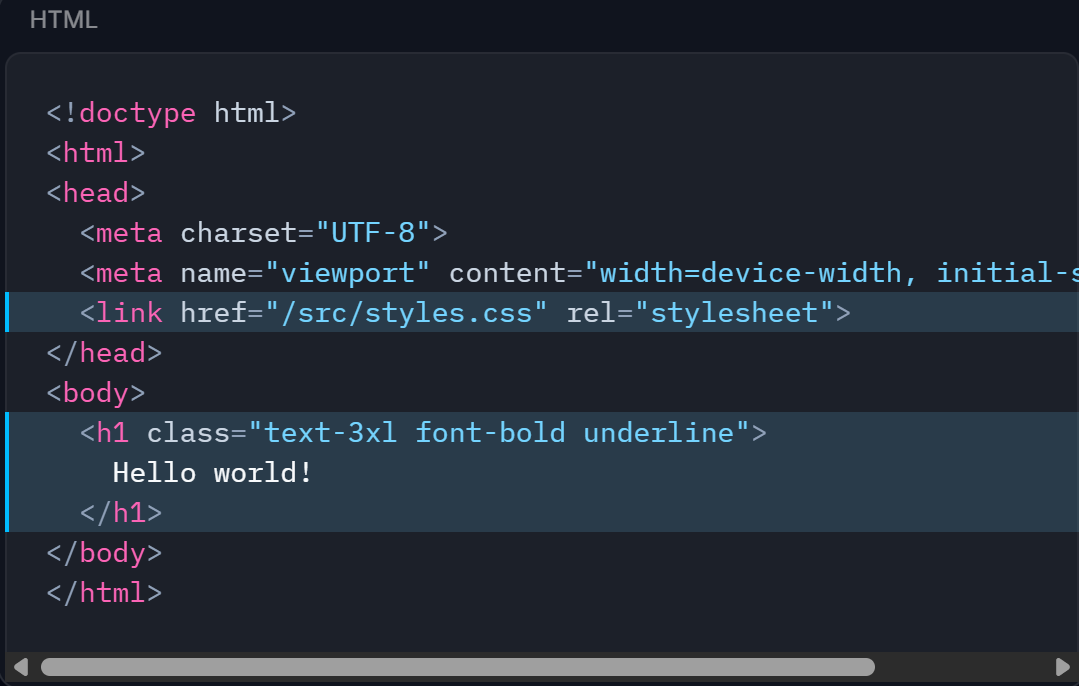 HTML
<!doctype html>
<html>
<head>
  <meta charset="UTF-8">
  <meta name="viewport" content="width=device-width, initial-s
  <link href="/src/styles.css" rel="stylesheet">
</head>
<body>
  <h1 class="text-3xl font-bold underline">
    Hello world!
  </h1>
</body>
</html>